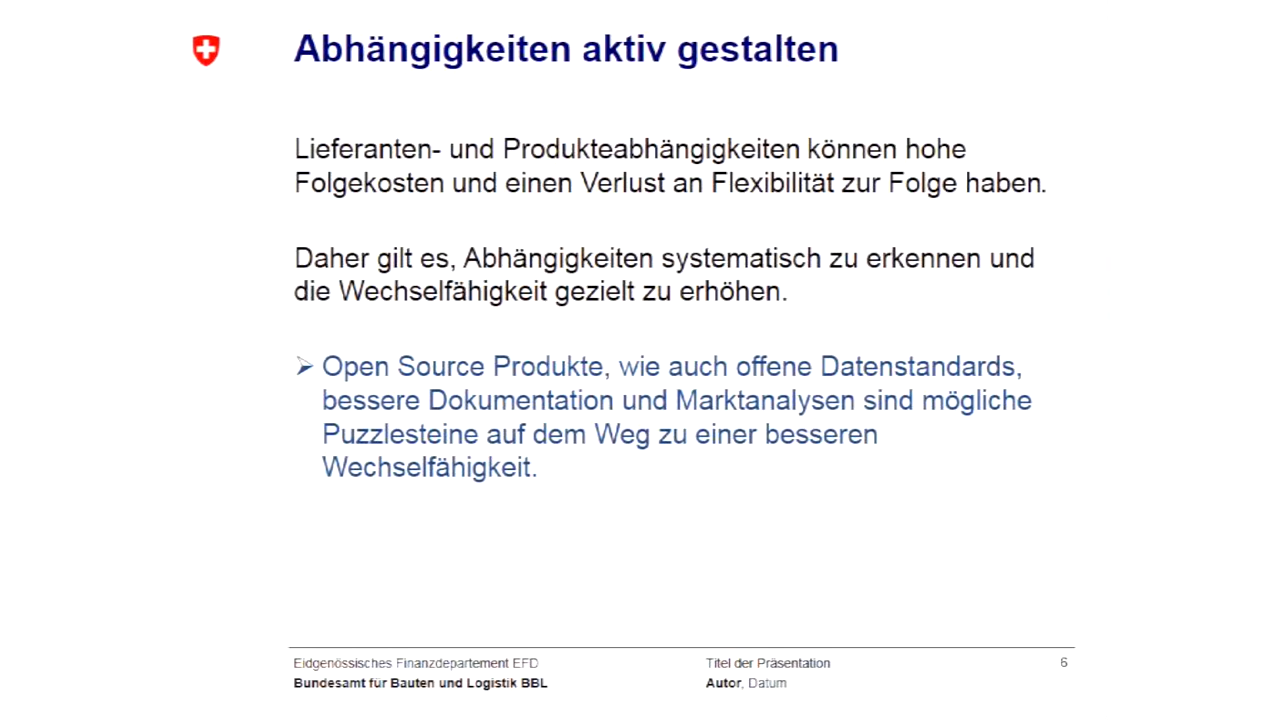 Abhängigkeiten aktiv gestalten
Lieferanten- und Produkteabhängigkeiten können hohe
Folgekosten und einen Verlust an Flexibilität zur Folge haben.
Daher gilt es, Abhängigkeiten systematisch zu erkennen und
die Wechselfähigkeit gezielt zu erhöhen.
➢ Open Source Produkte, wie auch offene Datenstandards,
bessere Dokumentation und Marktanalysen sind mögliche
Puzzlesteine auf dem Weg zu einer besseren
Wechselfähigkeit.
Eidgenössisches Finanzdepartement EFD
Bundesamt für Bauten und Logistik BBL
Titel der Präsentation
Autor, Datum
6